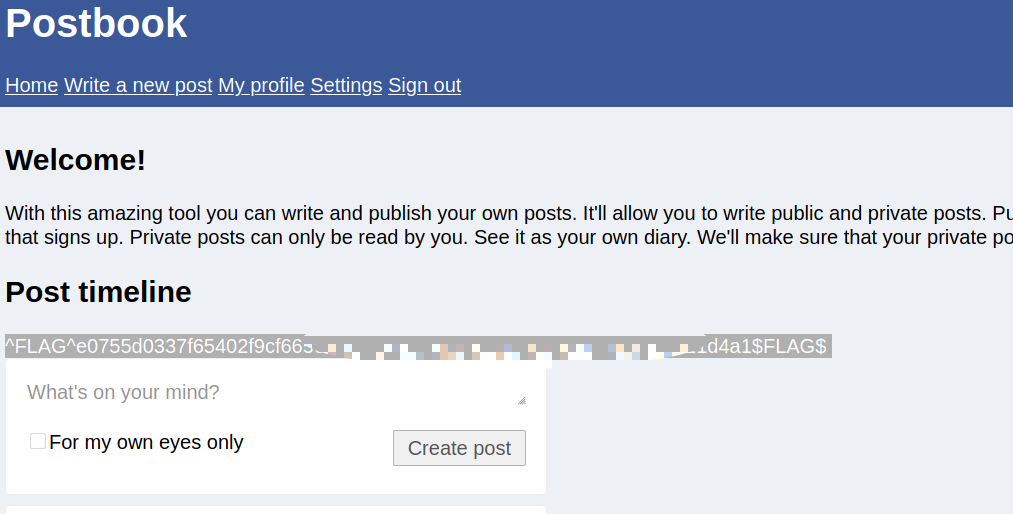 Postbook
Home Write a new post My profile Settings Sign out
Welcome!
With this amazing tool you can write and publish your own posts. It'll allow you to write public and private posts. Pu
that signs up. Private posts can only be read by you. See it as your own diary. We'll make sure that your private po
Post timeline
^FLAG^e0755d0337f65402f9cf665 1d4a1$FLAG$
What's on your mind?
For my own eyes only
Create post